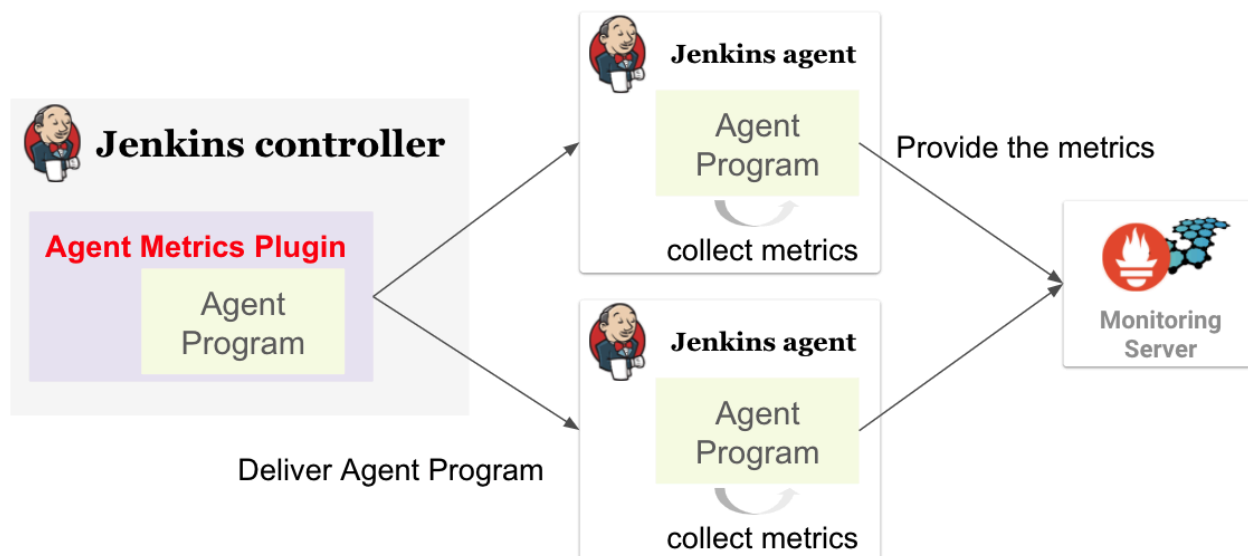 Jenkins controller
Agent Metrics Plugin
Agent
Program
Deliver Agent Program
Jenkins agent
Agent
Program
collect metrics
Jenkins agent
Agent
Program
collect metrics
Provide the metrics
Monitoring
Server